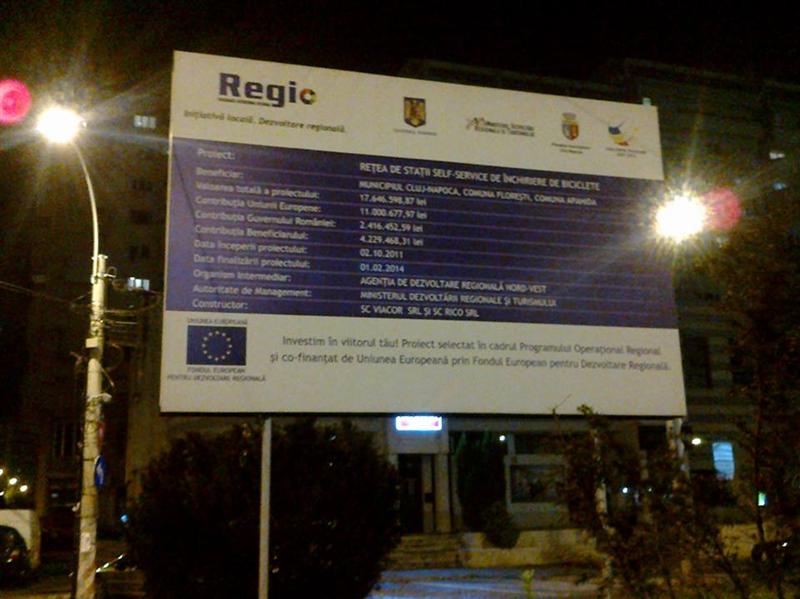 Regio
Inițiativă locală. Dezvoltare regională.
Proiect: REȚEA DE STAȚII SELF-SERVICE DE ÎNCHIRIERE DE BICICLETE
Beneficiar: MUNICIPIUL CLUJ-NAPOCA, COMUNA FLOREȘTI, COMUNA APAHIDA
Valoarea totală a proiectului: 17.646.598,87 lei
Contribuția Uniunii Europene: 11.000.677,97 lei
Contribuția Guvernului României: 2.416.452,59 lei
Contribuția Beneficiarului: 4.229.468,31 lei
Data începerii proiectului: 02.10.2011
Data finalizării proiectului: 01.02.2014
Organism Intermediar: AGENȚIA DE DEZVOLTARE REGIONALĂ NORD-VEST
Autoritate de Management: MINISTERUL DEZVOLTĂRII REGIONALE ȘI TURISMULUI
Constructor: SC VIACOR SRL ȘI SC RICO SRL
UNIUNEA EUROPEANĂ
FONDUL EUROPEAN
PENTRU DEZVOLTARE REGIONALĂ
Investim în viitorul tău! Proiect selectat în cadrul Programului Operațional Regional
și co-finanțat de Uniunea Europeană prin Fondul European pentru Dezvoltare Regională.